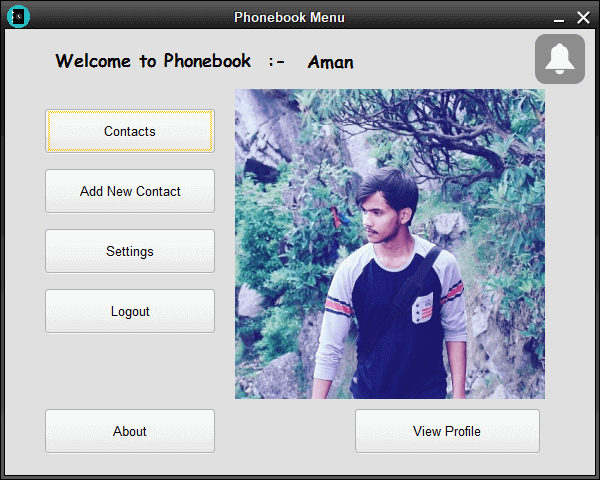 Phonebook Menu
Welcome to Phonebook :- Aman
Contacts
Add New Contact
Settings
Logout
About
View Profile